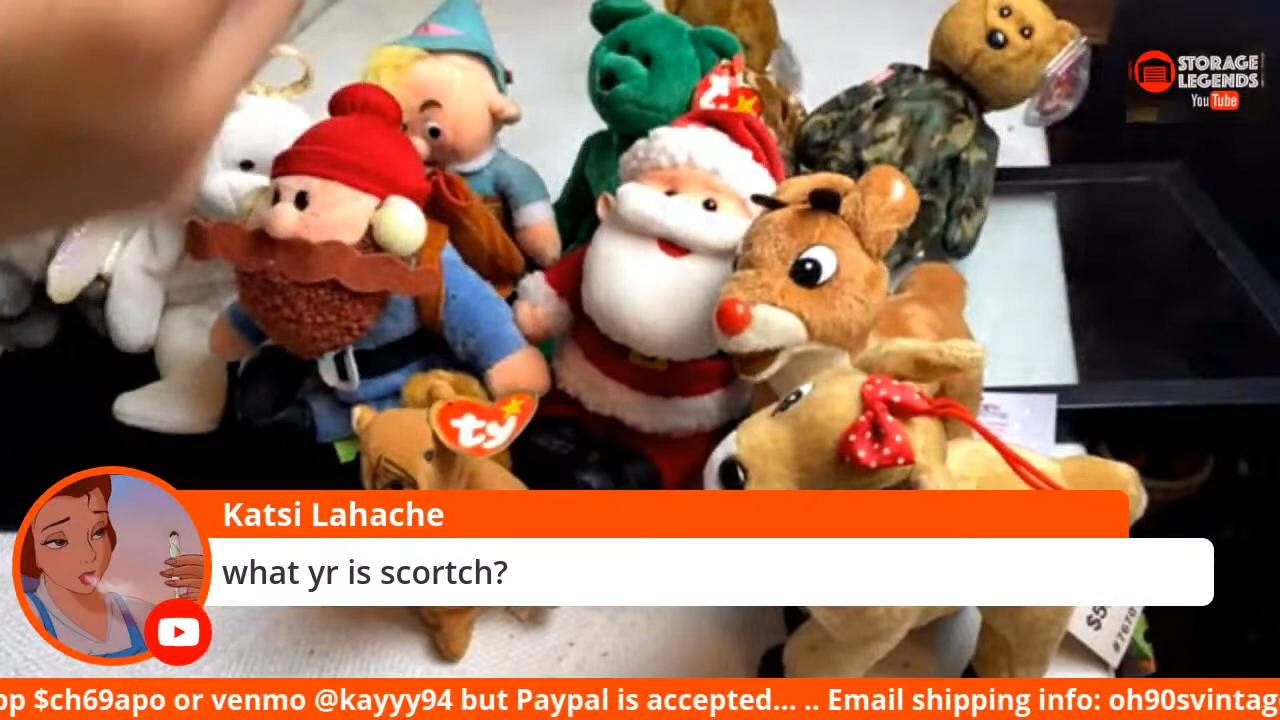 STORAGE
LEGENDS
YouTube
ty
Katsi Lahache
what yr is scortch?
pp $ch69apo or venmo @kayyy94 but Paypal is accepted... .. Email shipping info: oh90svintag